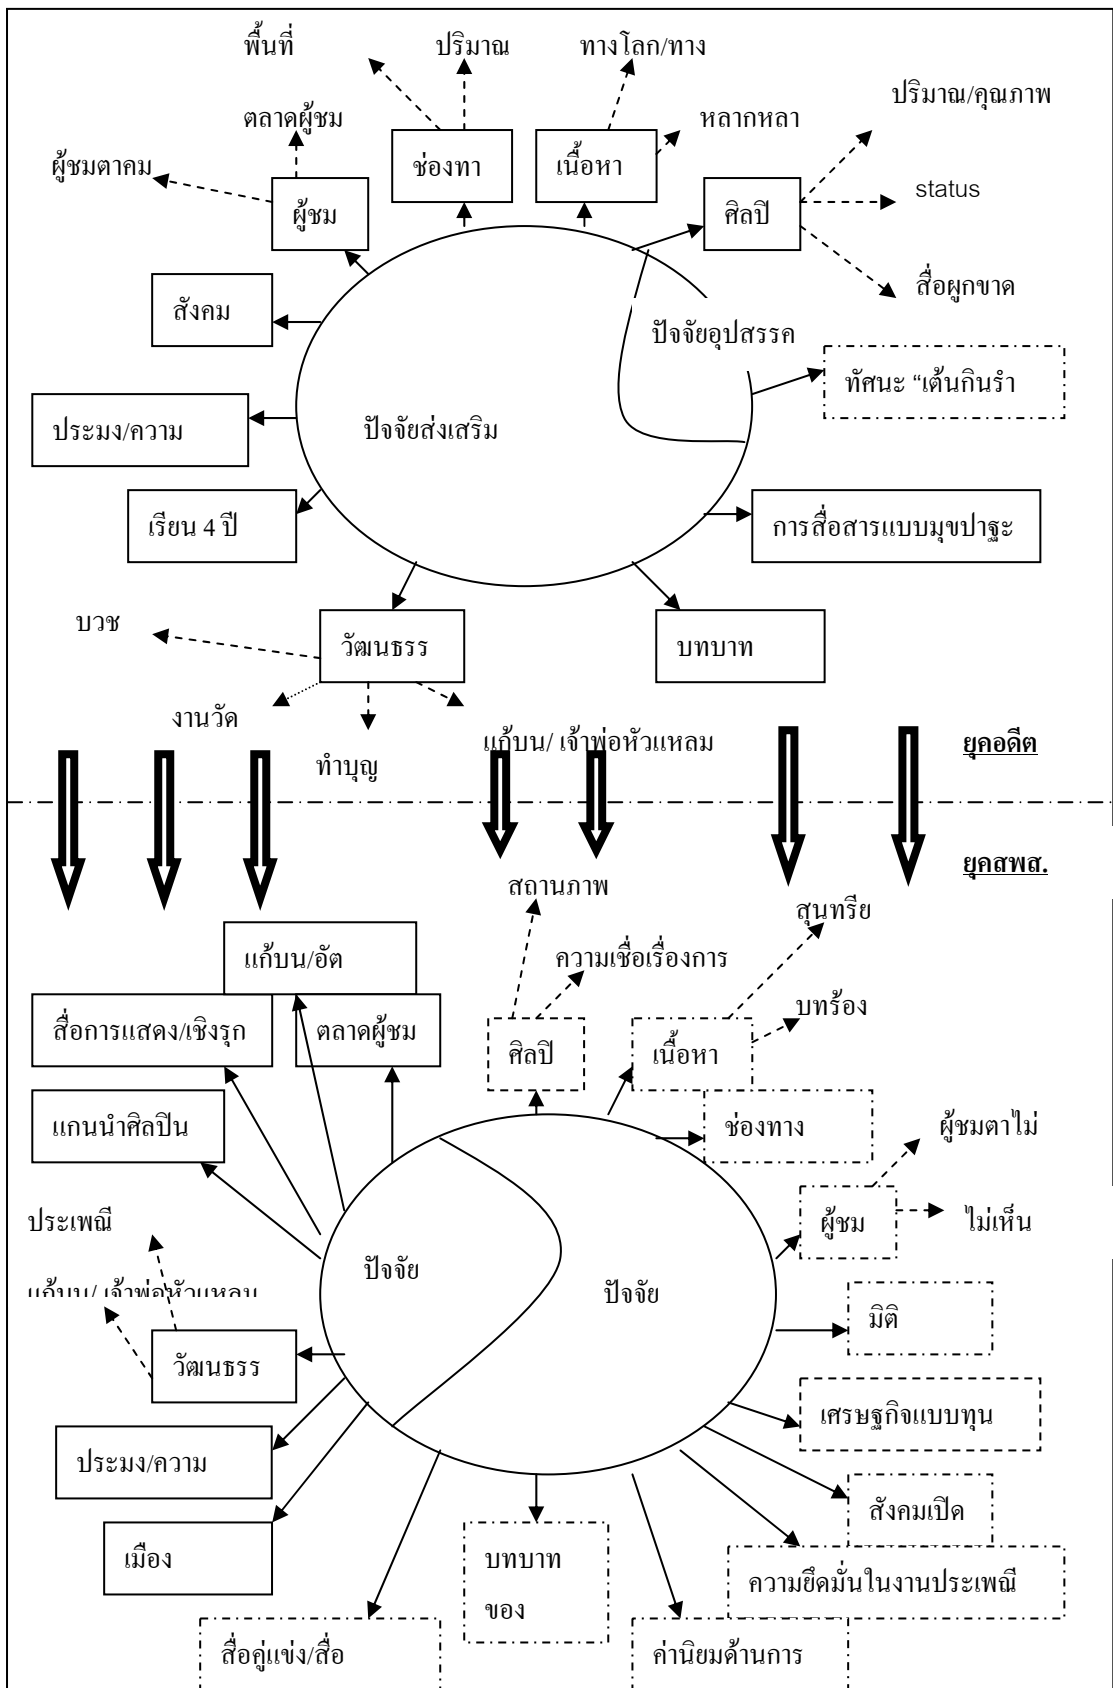 พื้นที่
ปริมาณ
ทางโลก/ทาง
ปริมาณ/คุณภาพ
ตลาดผู้ชม
หลากหลา
ผู้ชมตาคม
ช่องทา
เนื้อหา
status
ผู้ชม
ศิลปิ
สื่อผูกขาด
สังคม
ปัจจัยอุปสรรค
ทัศนะ “เต้นกินรำ
ประมง/ความ
ปัจจัยส่งเสริม
เรียน 4 ปี
การสื่อสารแบบมุขปาฐะ
บวช
วัฒนธรร
บทบาท
งานวัด
แก้บน/ เจ้าพ่อหัวแหลม
ยุคอดีต
ทำบุญ
ยุคสพส.
สถานภาพ
สุนทรีย
แก้บน/อัต
ความเชื่อเรื่องการ
บทร้อง
สื่อการแสดง/เชิงรุก
ตลาดผู้ชม
ศิลปิ
เนื้อหา
แกนนำศิลปิน
ช่องทาง
ผู้ชมตาไม่
ประเพณี
ผู้ชม
ไม่เห็น
ปัจจัย
แก้บน/ เจ้าพ่อหัวแหลม
ปัจจัย
มิติ
วัฒนธรร
เศรษฐกิจแบบทุน
ประมง/ความ
สังคมเปิด
เมือง
บทบาท
ของ
ความยึดมั่นในงานประเพณี
สื่อคู่แข่ง/สื่อ
ค่านิยมด้านการ